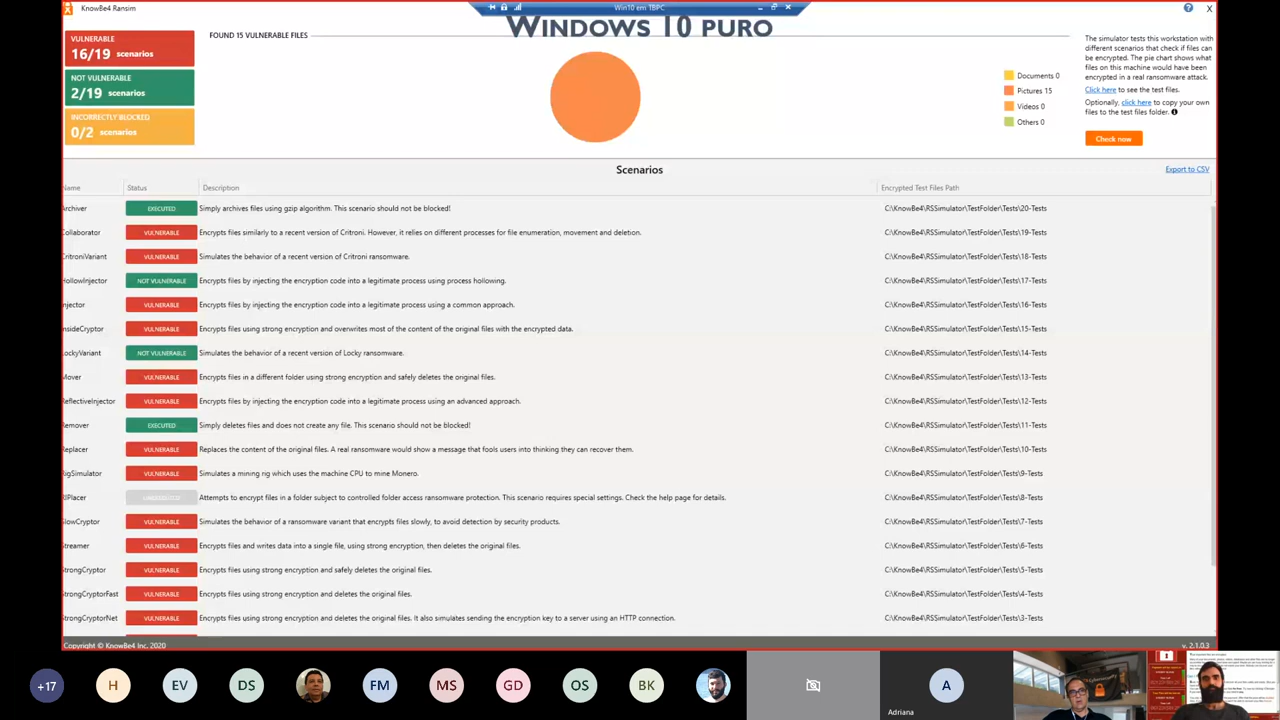 KnowBe4 Ransim
Win10 em 1BPC
WINDOWS 10 PURO
VULNERABLE
16/19 scenarios
NOT VULNERABLE
2/19 scenarios
INCORRECTLY BLOCKED
0/2 scenarios
FOUND 15 VULNERABLE FILES
Documents 0
Pictures 15
Videos 0
Others 0
The simulator tests this workstation with
different scenarios that check if files can
be encrypted. The pie chart shows what
files on this machine would have been
encrypted in a real ransomware attack.
Click here to see the test files.
Optionally, click here to copy your own
files to the test files folder.
Check now
Scenarios
Export to CSV
Name Status Description Encrypted Test Files Path
Archiver EXECUTED Simply archives files using gzip algorithm. This scenario should not be blocked! C:\KnowBe4\RSSimulator\TestFolder\Tests\20-Tests
Collaborator VULNERABLE Encrypts files similarly to a recent version of Critroni. However, it relies on different processes for file enumeration, movement and deletion. C:\KnowBe4\RSSimulator\TestFolder\Tests\19-Tests
CritroniVariant VULNERABLE Simulates the behavior of a recent version of Critroni ransomware. C:\KnowBe4\RSSimulator\TestFolder\Tests\18-Tests
HollowInjector NOT VULNERABLE Encrypts files by injecting the encryption code into a legitimate process using process hollowing. C:\KnowBe4\RSSimulator\TestFolder\Tests\17-Tests
Injector VULNERABLE Encrypts files by injecting the encryption code into a legitimate process using a common approach. C:\KnowBe4\RSSimulator\TestFolder\Tests\16-Tests
InsideCryptor VULNERABLE Encrypts files using strong encryption and overwrites most of the content of the original files with the encrypted data. C:\KnowBe4\RSSimulator\TestFolder\Tests\15-Tests
LockyVariant NOT VULNERABLE Simulates the behavior of a recent version of Locky ransomware. C:\KnowBe4\RSSimulator\TestFolder\Tests\14-Tests
Mover VULNERABLE Encrypts files in a different folder using strong encryption and safely deletes the original files. C:\KnowBe4\RSSimulator\TestFolder\Tests\13-Tests
ReflectiveInjector VULNERABLE Encrypts files by injecting the encryption code into a legitimate process using an advanced approach. C:\KnowBe4\RSSimulator\TestFolder\Tests\12-Tests
Remover EXECUTED Simply deletes files and does not create any file. This scenario should not be blocked! C:\KnowBe4\RSSimulator\TestFolder\Tests\11-Tests
Replacer VULNERABLE Replaces the content of the original files. A real ransomware would show a message that fools users into thinking they can recover them. C:\KnowBe4\RSSimulator\TestFolder\Tests\10-Tests
RigSimulator VULNERABLE Simulates a mining rig which uses the machine CPU to mine Monero. C:\KnowBe4\RSSimulator\TestFolder\Tests\9-Tests
RIPlacer Attempts to encrypt files in a folder subject to controlled folder access ransomware protection. This scenario requires special settings. Check the help page for details. C:\KnowBe4\RSSimulator\TestFolder\Tests\8-Tests
SlowCryptor VULNERABLE Simulates the behavior of a ransomware variant that encrypts files slowly, to avoid detection by security products. C:\KnowBe4\RSSimulator\TestFolder\Tests\7-Tests
Streamer VULNERABLE Encrypts files and writes data into a single file, using strong encryption, then deletes the original files. C:\KnowBe4\RSSimulator\TestFolder\Tests\6-Tests
StrongCryptor VULNERABLE Encrypts files using strong encryption and safely deletes the original files. C:\KnowBe4\RSSimulator\TestFolder\Tests\5-Tests
StrongCryptorFast VULNERABLE Encrypts files using strong encryption and deletes the original files. C:\KnowBe4\RSSimulator\TestFolder\Tests\4-Tests
StrongCryptorNet VULNERABLE Encrypts files using strong encryption and deletes the original files. It also simulates sending the encryption key to a server using an HTTP connection. C:\KnowBe4\RSSimulator\TestFolder\Tests\3-Tests
Copyright © KnowBe4 Inc. 2020 v. 2.1.0.3
+17 H EV DS FM MS GD OS BK A
Adriana